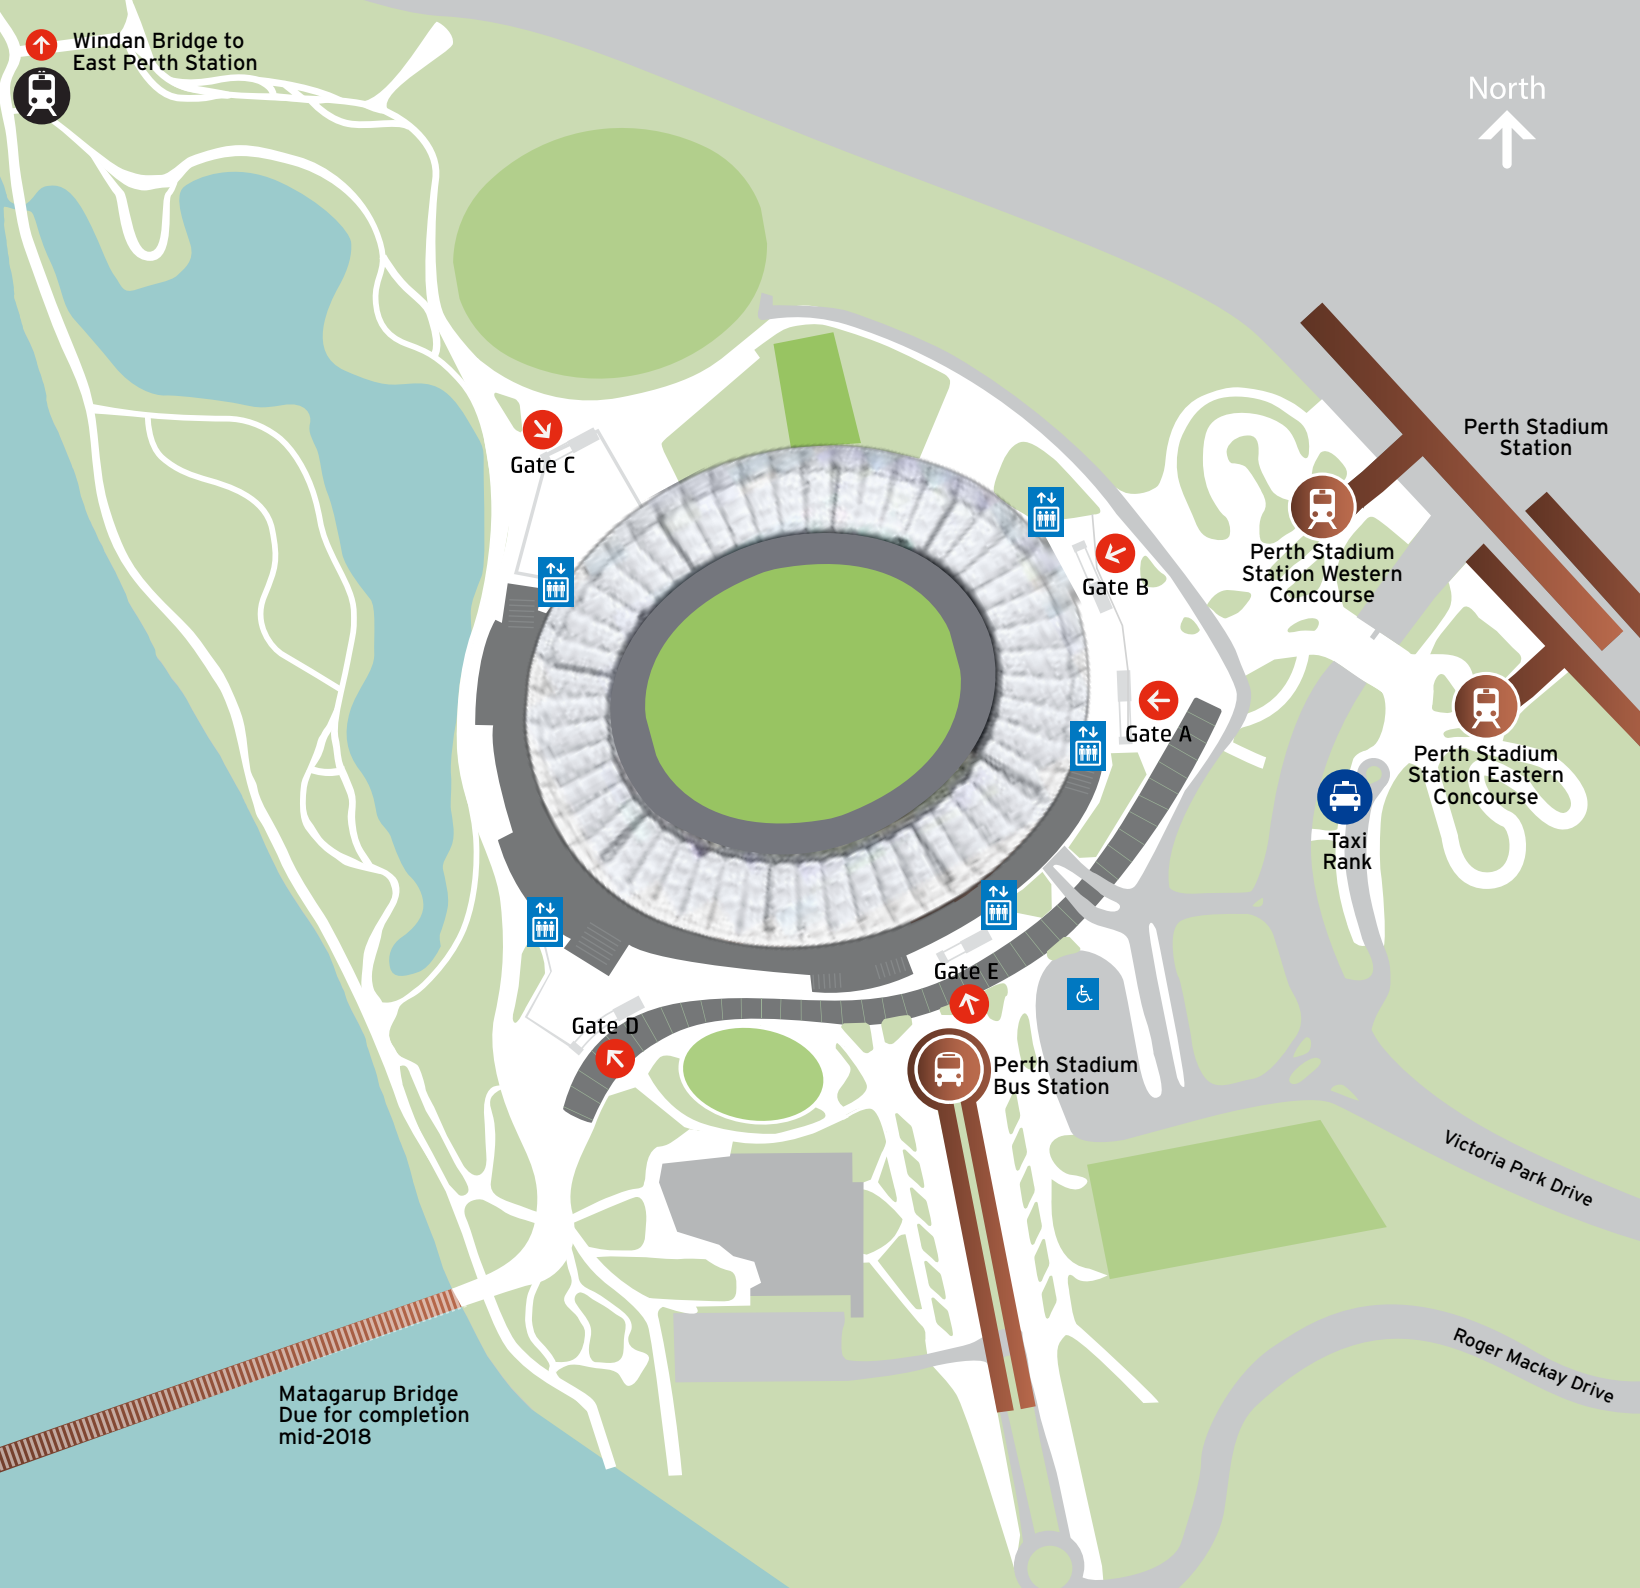 Windan Bridge to
East Perth Station
North
Perth Stadium
Station
Gate C
Perth Stadium
Station Western
Concourse
Gate B
Gate A
Perth Stadium
Station Eastern
Concourse
Taxi
Rank
Gate E
Gate D
Perth Stadium
Bus Station
Victoria Park Drive
Roger Mackay Drive
Matagarup Bridge
Due for completion
mid-2018